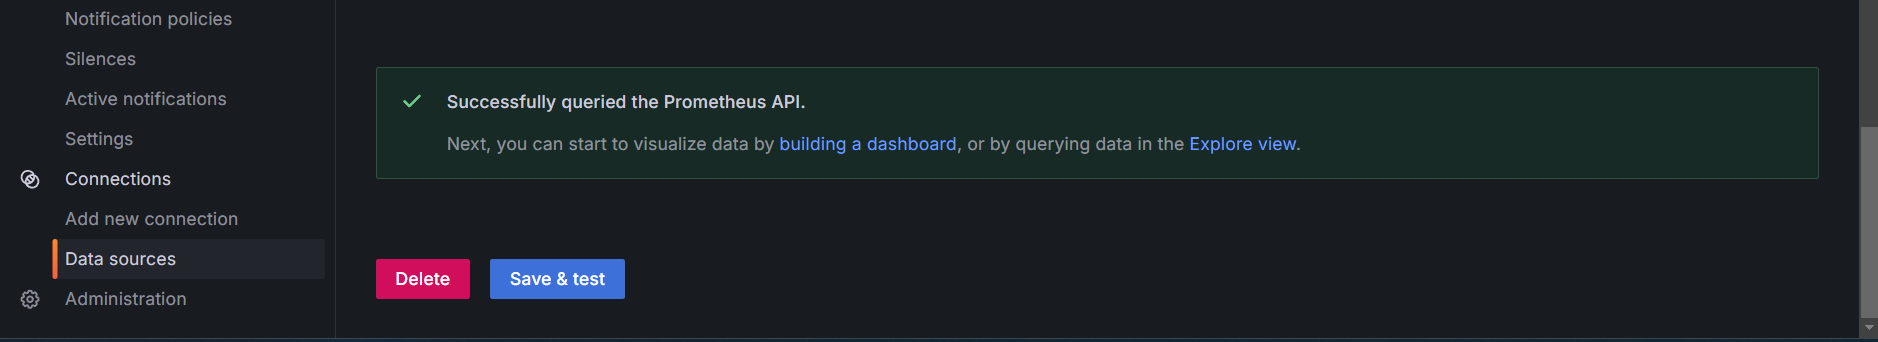 Notification policies
Silences
Active notifications
Settings
Connections
Add new connection
Data sources
Administration
Successfully queried the Prometheus API.
Next, you can start to visualize data by building a dashboard, or by querying data in the Explore view.
Delete
Save & test